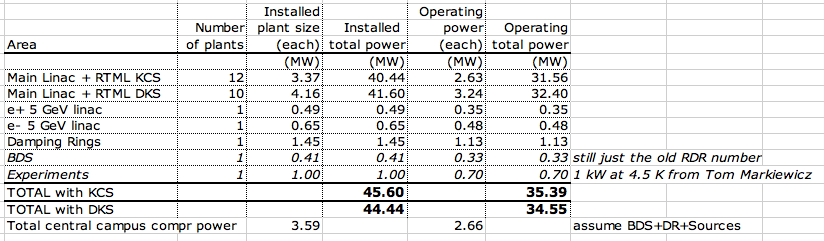 Installed Operating
Number plant size Installed power Operating
Area of plants (each) total power (each) total power
(MW) (MW) (MW) (MW)
Main Linac + RTML KCS 12 3.37 40.44 2.63 31.56
Main Linac + RTML DKS 10 4.16 41.60 3.24 32.40
e+ 5 GeV linac 1 0.49 0.49 0.35 0.35
e- 5 GeV linac 1 0.65 0.65 0.48 0.48
Damping Rings 1 1.45 1.45 1.13 1.13
BDS 1 0.41 0.41 0.33 0.33 still just the old RDR number
Experiments 1 1.00 1.00 0.70 0.70 1 kW at 4.5 K from Tom Markiewicz
TOTAL with KCS 45.60 35.39
TOTAL with DKS 44.44 34.55
Total central campus compr power 3.59 2.66 assume BDS+DR+Sources